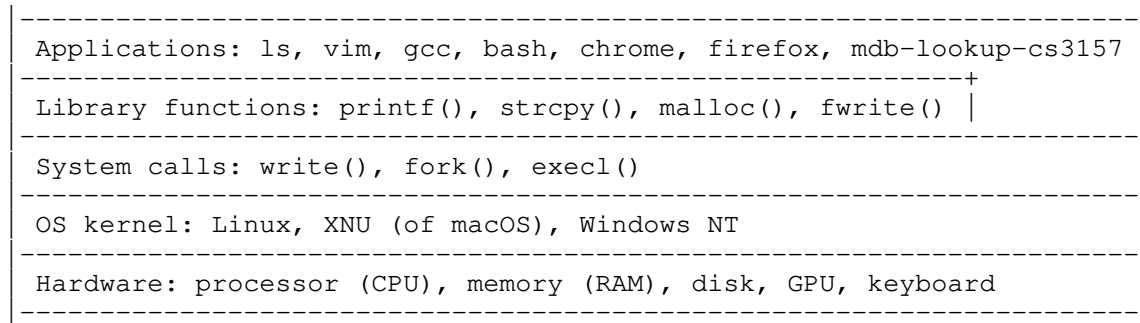 |-----------------------------------------------------------------------
 Applications: ls, vim, gcc, bash, chrome, firefox, mdb-lookup-cs3157
|------------------------------------------------------------+
 Library functions: printf(), strcpy(), malloc(), fwrite() |
|-----------------------------------------------------------------------
 System calls: write(), fork(), execl()
|-----------------------------------------------------------------------
 OS kernel: Linux, XNU (of macOS), Windows NT
|-----------------------------------------------------------------------
 Hardware: processor (CPU), memory (RAM), disk, GPU, keyboard
|-----------------------------------------------------------------------